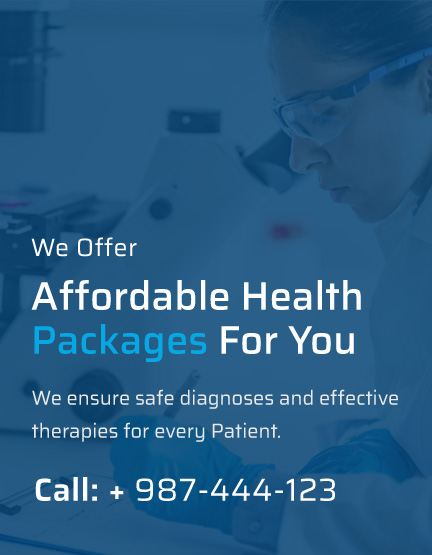 We Offer
Affordable Health
Packages For You
We ensure safe diagnoses and effective
therapies for every Patient.
Call: + 987-444-123